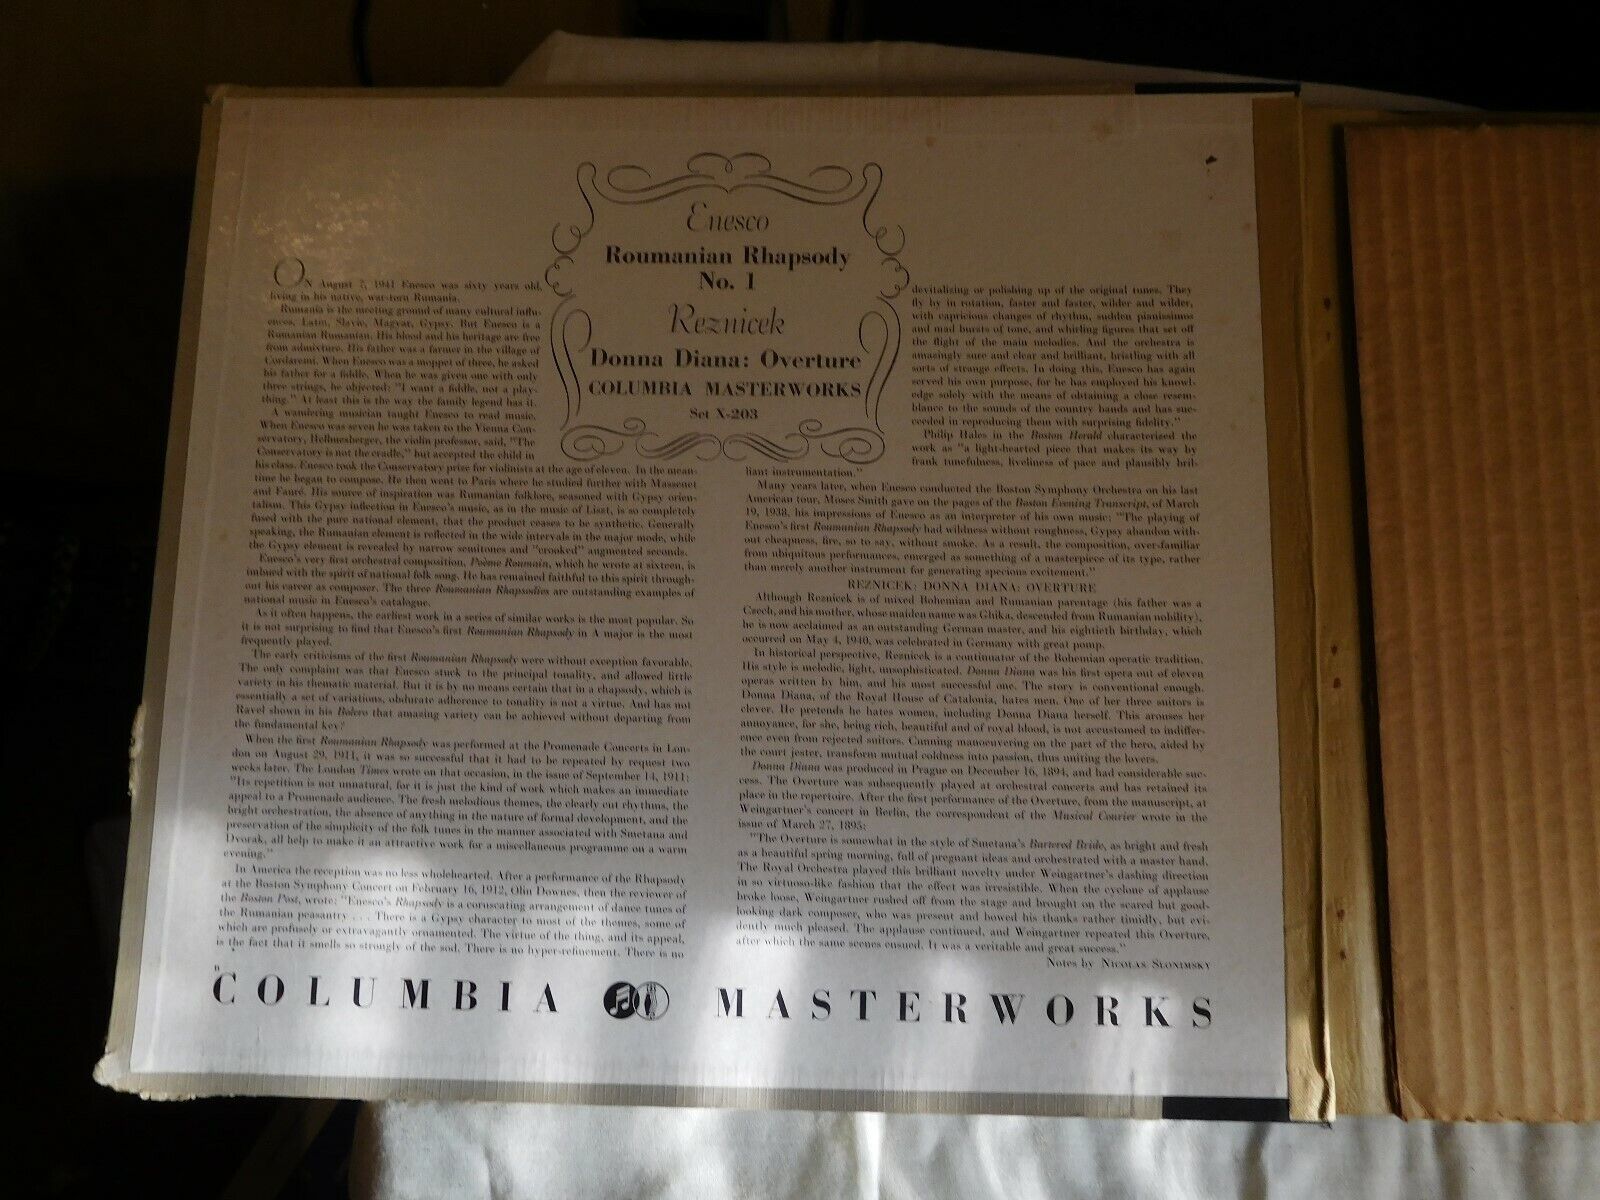 Enesco
Roumanian Rhapsody
No. 1
Reznicek
Donna Diana: Overture
COLUMBIA MASTERWORKS
Set X-203
ON August 7, 1941 Enesco was sixty years old,
living in his native, war-torn Rumania.
Rumania is the meeting ground of many cultural influ-
ences, Latin, Slavic, Magyar, Gypsy. But Enesco is a
Rumanian Rumanian. His blood and his heritage are free
from admixture. His father was a farmer in the village of
Cordaremi. When Enesco was a moppet of three, he asked
his father for a fiddle. When he was given one with only
three strings, he objected: "I want a fiddle, not a play-
thing." At least this is the way the family legend has it.
A wandering musician taught Enesco to read music.
When Enesco was seven he was taken to the Vienna Con-
servatory, Hellmesberger, the violin professor, said, "The
Conservatory is not the cradle," but accepted the child in
his class. Enesco took the Conservatory prize for violinists at the age of eleven. In the mean-
time he began to compose. He then went to Paris where he studied further with Massenet
and Fauré. His source of inspiration was Rumanian folklore, seasoned with Gypsy orien-
talism. This Gypsy inflection in Enesco's music, as in the music of Liszt, is so completely
fused with the pure national element, that the product ceases to be synthetic. Generally
speaking, the Rumanian element is reflected in the wide intervals in the major mode, while
the Gypsy element is revealed by narrow semitones and "crooked" augmented seconds.
Enesco's very first orchestral composition, Poème Roumain, which he wrote at sixteen, is
imbued with the spirit of national folk song. He has remained faithful to this spirit through-
out his career as composer. The three Roumanian Rhapsodies are outstanding examples of
national music in Enesco's catalogue.
As it often happens, the earliest work in a series of similar works is the most popular. So
it is not surprising to find that Enesco's first Roumanian Rhapsody in A major is the most
frequently played.
The early criticisms of the first Roumanian Rhapsody were without exception favorable.
The only complaint was that Enesco stuck to the principal tonality, and allowed little
variety in his thematic material. But it is by no means certain that in a rhapsody, which is
essentially a set of variations, obdurate adherence to tonality is not a virtue. And has not
Ravel shown in his Bolero that amazing variety can be achieved without departing from
the fundamental key?
When the first Roumanian Rhapsody was performed at the Promenade Concerts in Lon-
don on August 29, 1911, it was so successful that it had to be repeated by request two
weeks later. The London Times wrote on that occasion, in the issue of September 14, 1911:
"Its repetition is not unnatural, for it is just the kind of work which makes an immediate
appeal to a Promenade audience. The fresh melodious themes, the clearly cut rhythms, the
bright orchestration, the absence of anything in the nature of formal development, and the
preservation of the simplicity of the folk tunes in the manner associated with Smetana and
Dvorak, all help to make it an attractive work for a miscellaneous programme on a warm
evening."
In America the reception was no less wholehearted. After a performance of the Rhapsody
at the Boston Symphony Concert on February 16, 1912, Olin Downes, then the reviewer of
the Boston Post, wrote: "Enesco's Rhapsody is a coruscating arrangement of dance tunes of
the Rumanian peasantry . . . There is a Gypsy character to most of the themes, some of
which are profusely or extravagantly ornamented. The virtue of the thing, and its appeal,
is the fact that it smells so strongly of the sod. There is no hyper-refinement. There is no
devitalising or polishing up of the original tunes. They
fly by in rotation, faster and faster, wilder and wilder,
with capricious changes of rhythm, sudden pianissimos
and mad bursts of tone, and whirling figures that set off
the flight of the main melodies. And the orchestra is
amazingly sure and clear and brilliant, bristling with all
sorts of strange effects. In doing this, Enesco has again
served his own purpose, for he has employed his knowl-
edge solely with the means of obtaining a close resem-
blance to the sounds of the country bands and has suc-
ceeded in reproducing them with surprising fidelity."
Philip Hales in the Boston Herald characterized the
work as "a light-hearted piece that makes its way by
frank tunefulness, liveliness of pace and plausibly bril-
liant instrumentation."
Many years later, when Enesco conducted the Boston Symphony Orchestra on his last
American tour, Moses Smith gave on the pages of the Boston Evening Transcript, of March
19, 1938, his impressions of Enesco as an interpreter of his own music: "The playing of
Enesco's first Roumanian Rhapsody had wildness without roughness, Gypsy abandon with-
out cheapness, fire, so to say, without smoke. As a result, the composition, over-familiar
from ubiquitous performances, emerged as something of a masterpiece of its type, rather
than merely another instrument for generating specious excitement."
REZNICEK: DONNA DIANA: OVERTURE
Although Reznicek is of mixed Bohemian and Rumanian parentage (his father was a
Czech, and his mother, whose maiden name was Ghika, descended from Rumanian nobility),
he is now acclaimed as an outstanding German master, and his eightieth birthday, which
occurred on May 4, 1940, was celebrated in Germany with great pomp.
In historical perspective, Reznicek is a continuator of the Bohemian operatic tradition.
His style is melodic, light, unsophisticated. Donna Diana was his first opera out of eleven
operas written by him, and his most successful one. The story is conventional enough.
Donna Diana, of the Royal House of Catalonia, hates men. One of her three suitors is
clever. He pretends he hates women, including Donna Diana herself. This arouses her
annoyance, for she, being rich, beautiful and of royal blood, is not accustomed to indiffer-
ence even from rejected suitors. Cunning manoeuvering on the part of the hero, aided by
the court jester, transform mutual coldness into passion, thus uniting the lovers.
Donna Diana was produced in Prague on December 16, 1894, and had considerable suc-
cess. The Overture was subsequently played at orchestral concerts and has retained its
place in the repertoire. After the first performance of the Overture, from the manuscript, at
Weingartner's concert in Berlin, the correspondent of the Musical Courier wrote in the
issue of March 27, 1895:
"The Overture is somewhat in the style of Smetana's Bartered Bride, as bright and fresh
as a beautiful spring morning, full of pregnant ideas and orchestrated with a master hand.
The Royal Orchestra played this brilliant novelty under Weingartner's dashing direction
in so virtuoso-like fashion that the effect was irresistible. When the cyclone of applause
broke loose, Weingartner rushed off from the stage and brought on the scared but good-
looking dark composer, who was present and bowed his thanks rather timidly, but evi-
dently much pleased. The applause continued, and Weingartner repeated this Overture,
after which the same scenes ensued. It was a veritable and great success."
Notes by NICOLAS SLONIMSKY
COLUMBIA MASTERWORKS